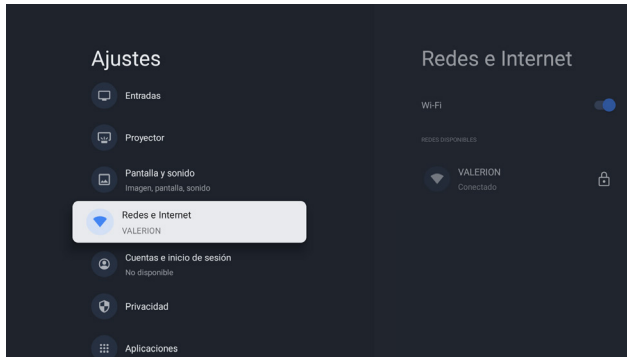 Ajustes
Entradas
Proyector
Pantalla y sonido
Imagen, pantalla, sonido
Redes e Internet
VALERION
Cuentas e inicio de sesión
No disponible
Privacidad
Aplicaciones
Redes e Internet
Wi-Fi
REDES DISPONIBLES
VALERION
Conectado